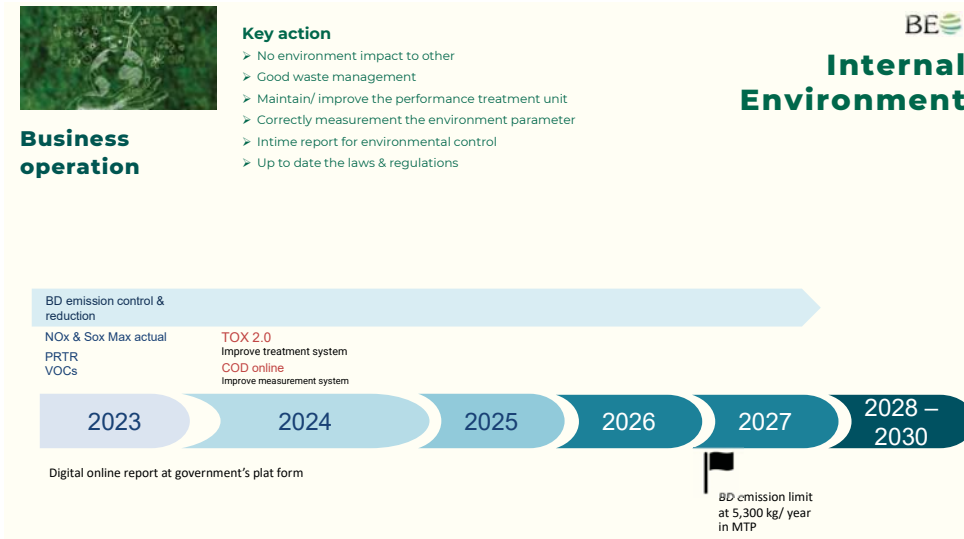 Key action
➢ No environment impact to other
➢ Good waste management
➢ Maintain/ improve the performance treatment unit
➢ Correctly measurement the environment parameter
➢ Intime report for environmental control
➢ Up to date the laws & regulations
BE
Internal
Environment
Business
operation
BD emission control &
reduction
NOx & Sox Max actual
PRTR
VOCs
TOX 2.0
Improve treatment system
COD online
Improve measurement system
2023
2024
2025
2026
2027
2028 –
2030
Digital online report at government’s plat form
BD emission limit
at 5,300 kg/ year
in MTP